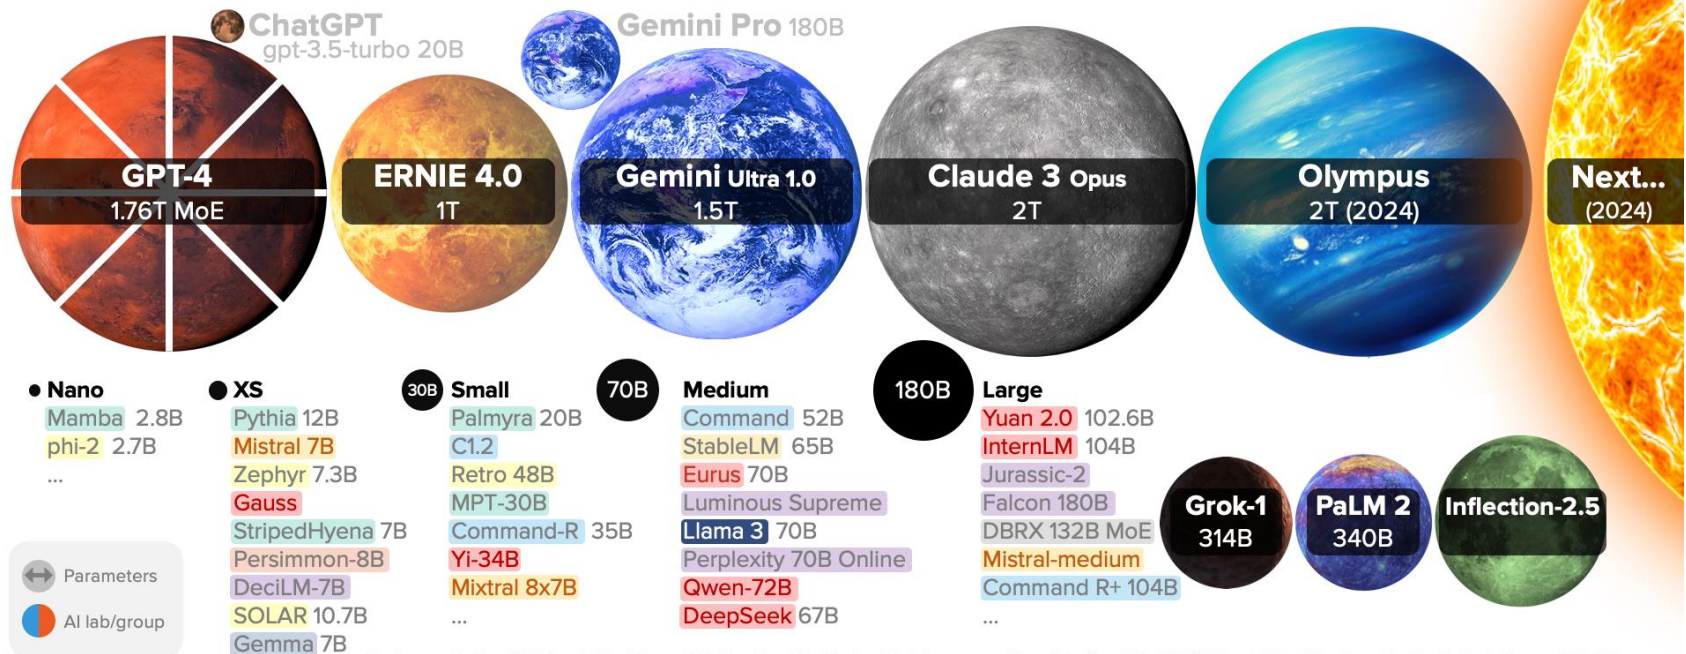 ChatGPT
gpt-3.5-turbo 20B
Gemini Pro 180B
GPT-4
1.76T MoE
ERNIE 4.0
1T
Gemini Ultra 1.0
1.5T
Claude 3 Opus
2T
Olympus
2T (2024)
Next...
(2024)
Nano
Mamba 2.8B
phi-2 2.7B
...
XS
Pythia 12B
Mistral 7B
Zephyr 7.3B
Gauss
StripedHyena 7B
Persimmon-8B
DeciLM-7B
SOLAR 10.7B
Gemma 7B
30B
Small
Palmyra 20B
C1.2
Retro 48B
MPT-30B
Command-R 35B
Yi-34B
Mixtral 8x7B
...
70B
Medium
Command 52B
StableLM 65B
Eurus 70B
Luminous Supreme
Llama 3 70B
Perplexity 70B Online
Qwen-72B
DeepSeek 67B
180B
Large
Yuan 2.0 102.6B
InternLM 104B
Jurassic-2
Falcon 180B
DBRX 132B MoE
Mistral-medium
Command R+ 104B
...
Grok-1
314B
PaLM 2
340B
Inflection-2.5
Parameters
AI lab/group